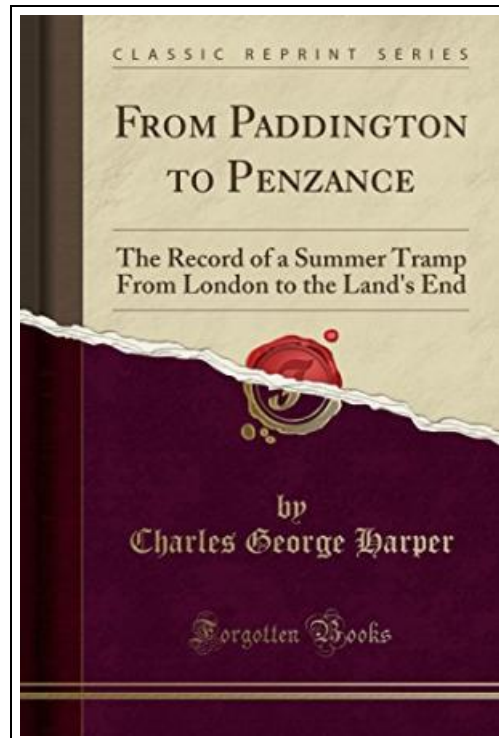 CLASSIC REPRINT SERIES
FROM PADDINGTON
TO PENZANCE
The Record of a Summer Tramp
From London to the Land's End
by
Charles George Harper
Forgotten Books